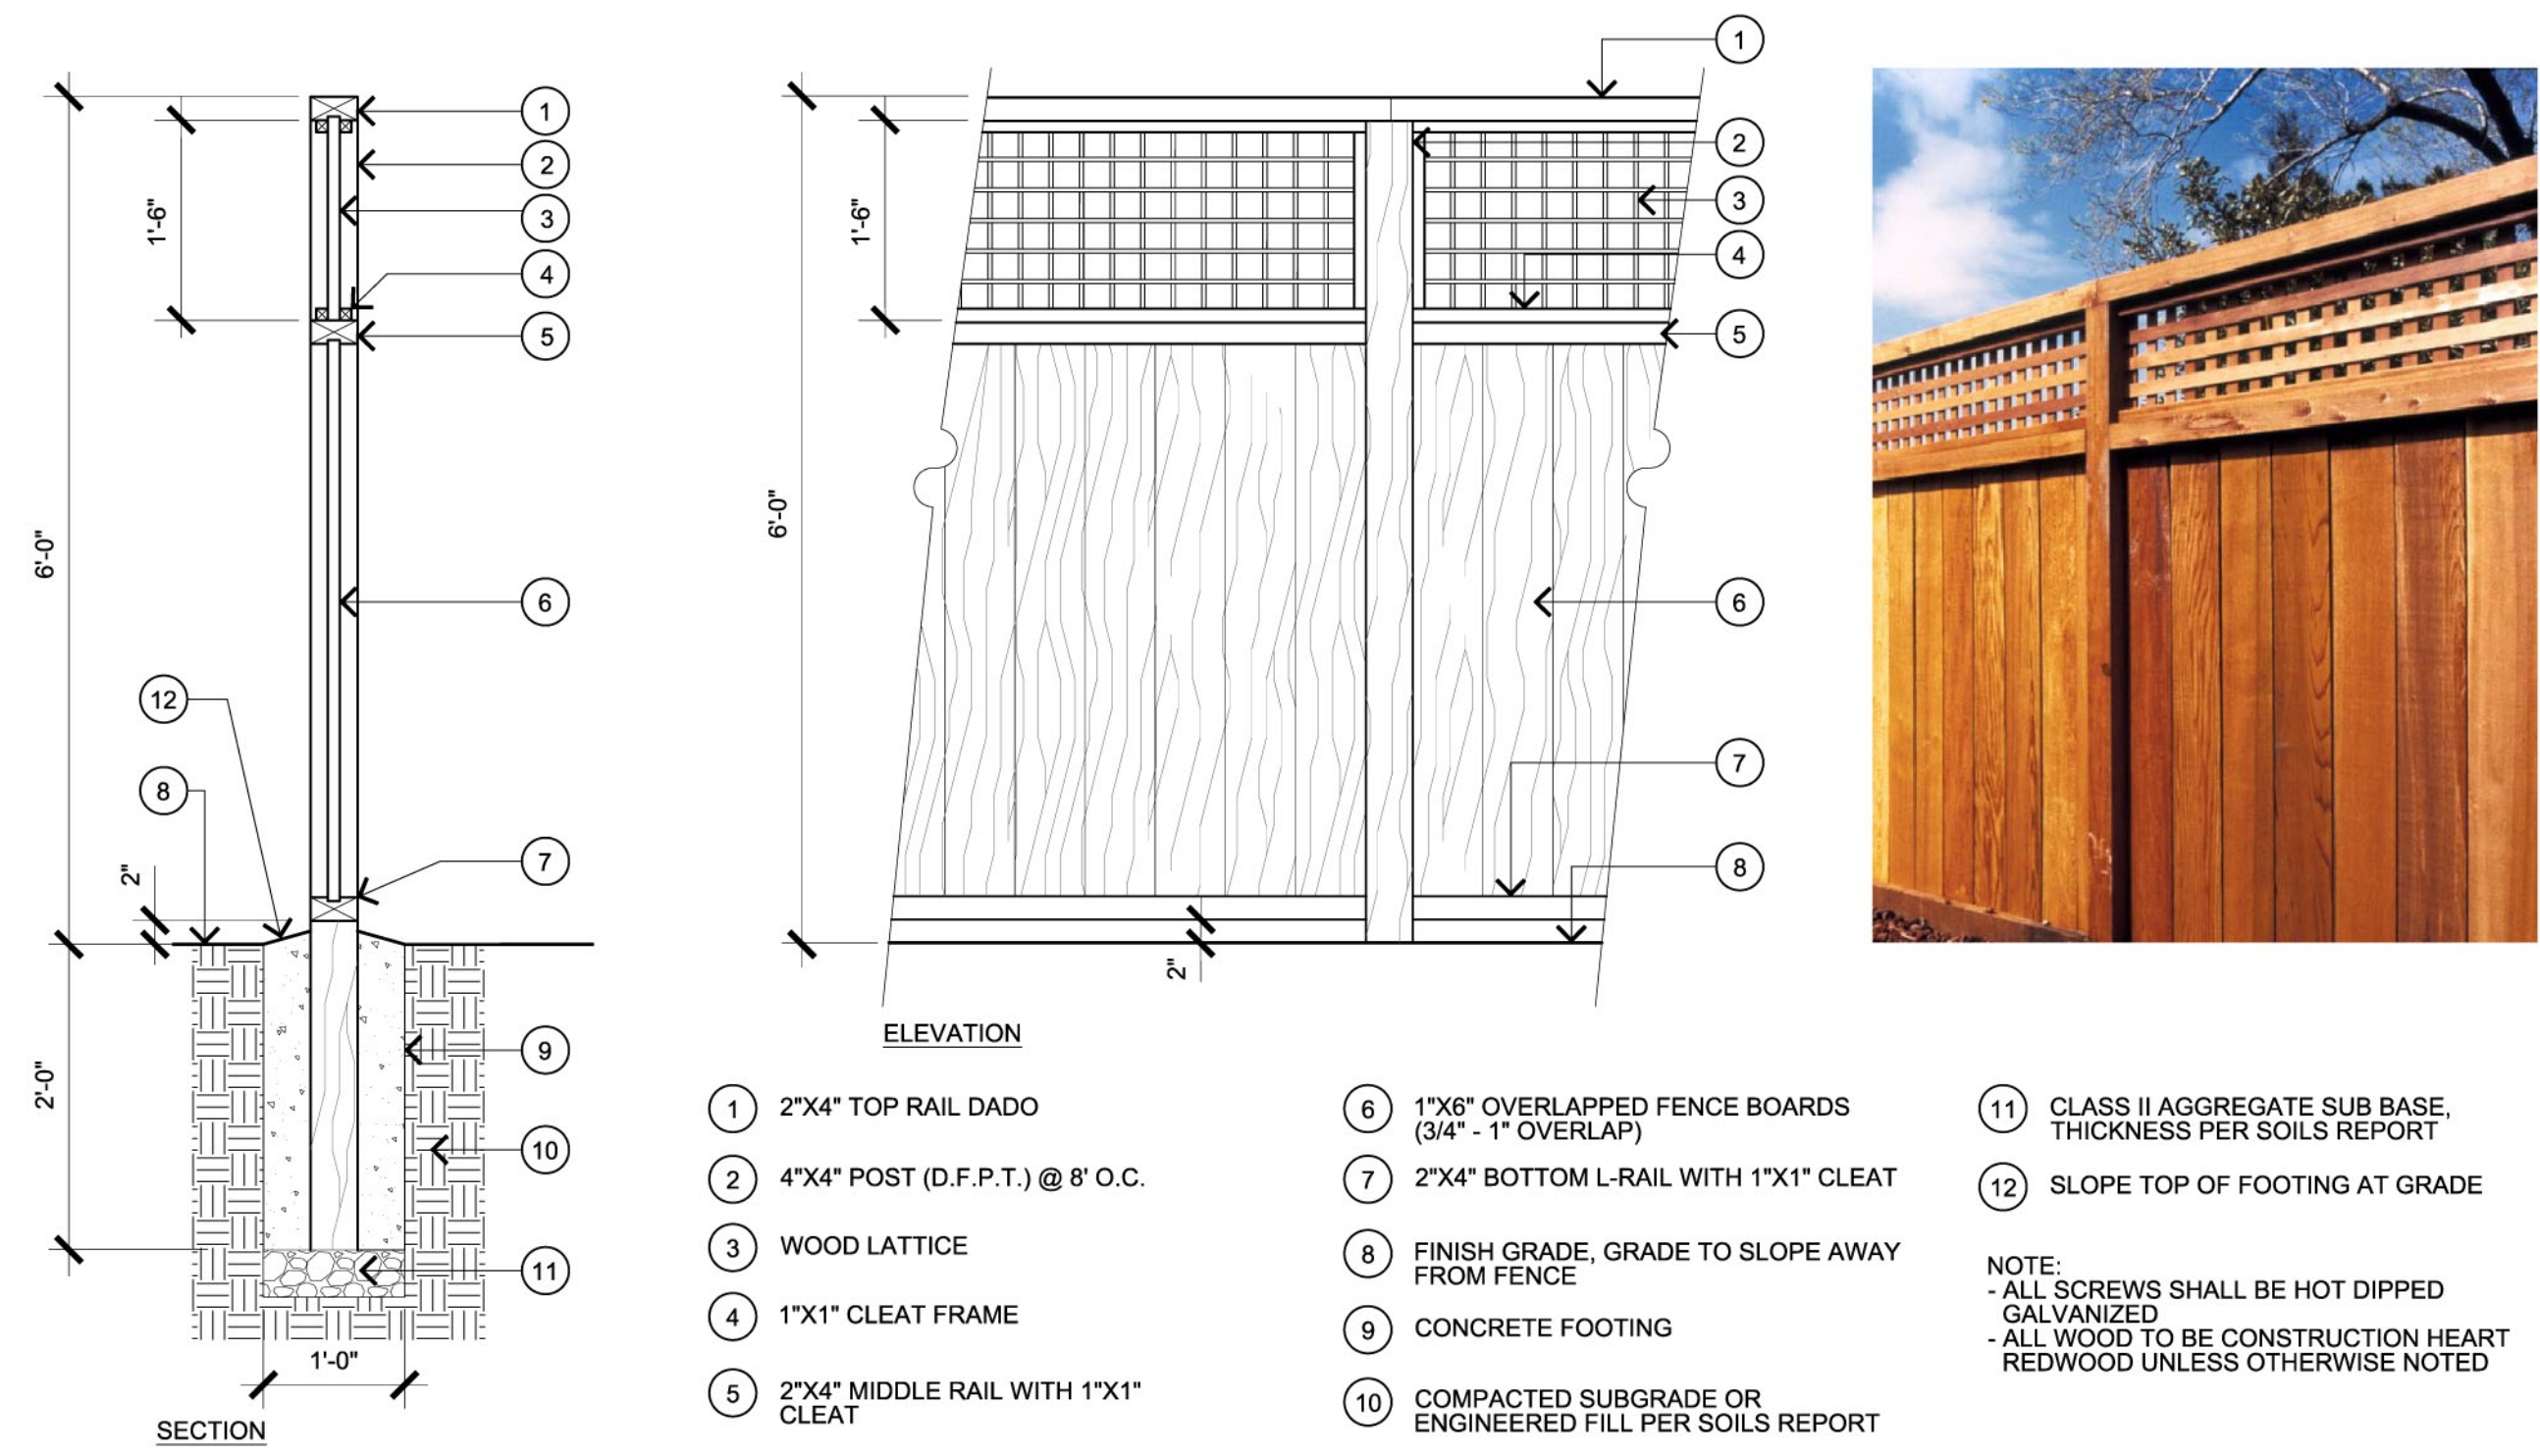 1
2
3
4
5
6
7
8
9
10
11
12
1'-6"
6'-0"
2"
2'-0"
1'-0"
SECTION
1
2
3
4
5
6
7
8
1'-6"
6'-0"
2"
ELEVATION
1 2"X4" TOP RAIL DADO
2 4"X4" POST (D.F.P.T.) @ 8' O.C.
3 WOOD LATTICE
4 1"X1" CLEAT FRAME
5 2"X4" MIDDLE RAIL WITH 1"X1"
CLEAT
6 1"X6" OVERLAPPED FENCE BOARDS
(3/4" - 1" OVERLAP)
7 2"X4" BOTTOM L-RAIL WITH 1"X1" CLEAT
8 FINISH GRADE, GRADE TO SLOPE AWAY
FROM FENCE
9 CONCRETE FOOTING
10 COMPACTED SUBGRADE OR
ENGINEERED FILL PER SOILS REPORT
11 CLASS II AGGREGATE SUB BASE,
THICKNESS PER SOILS REPORT
12 SLOPE TOP OF FOOTING AT GRADE
NOTE:
- ALL SCREWS SHALL BE HOT DIPPED
GALVANIZED
- ALL WOOD TO BE CONSTRUCTION HEART
REDWOOD UNLESS OTHERWISE NOTED